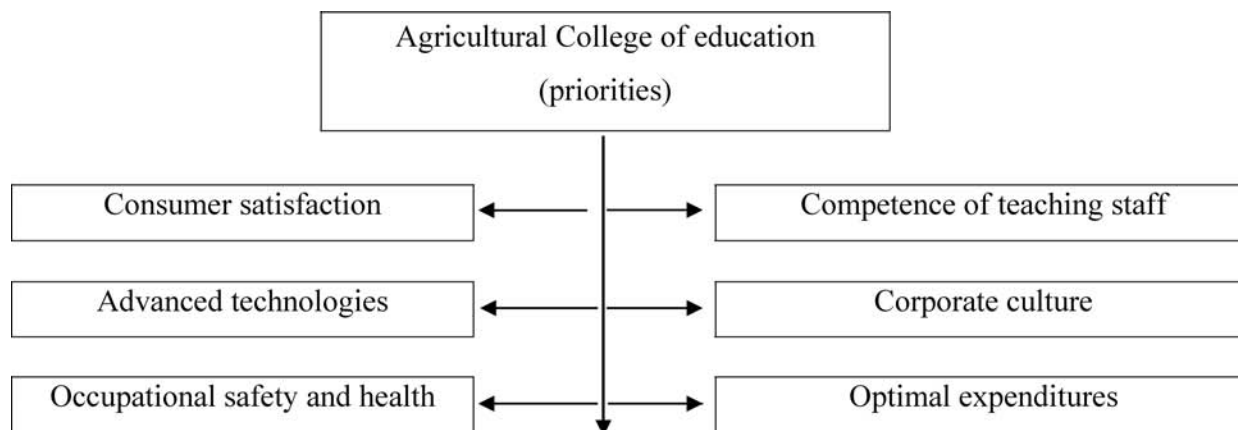 Agricultural College of education
(priorities)
Consumer satisfaction
Competence of teaching staff
Advanced technologies
Corporate culture
Occupational safety and health
Optimal expenditures